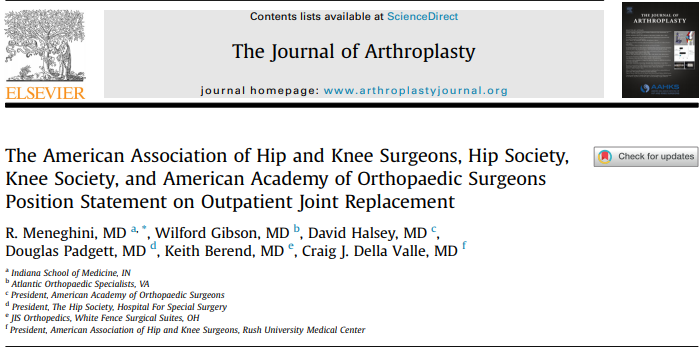 Contents lists available at ScienceDirect
The Journal of Arthroplasty
journal homepage: www.arthroplastyjournal.org
ELSEVIER
THE JOURNAL OF
ARTHROPLASTY
AAHKS
Check for updates
The American Association of Hip and Knee Surgeons, Hip Society,
Knee Society, and American Academy of Orthopaedic Surgeons
Position Statement on Outpatient Joint Replacement
R. Meneghini, MD a, *, Wilford Gibson, MD b, David Halsey, MD c,
Douglas Padgett, MD d, Keith Berend, MD e, Craig J. Della Valle, MD f
a Indiana School of Medicine, IN
b Atlantic Orthopaedic Specialists, VA
c President, American Academy of Orthopaedic Surgeons
d President, The Hip Society, Hospital For Special Surgery
e JIS Orthopedics, White Fence Surgical Suites, OH
f President, American Association of Hip and Knee Surgeons, Rush University Medical Center